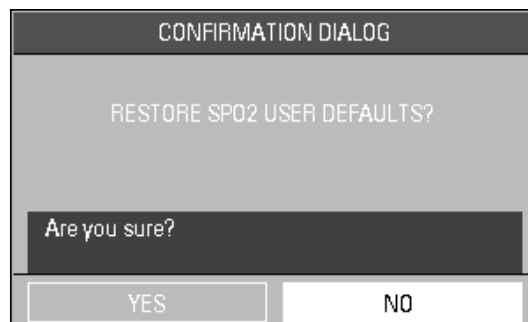 CONFIRMATION DIALOG
RESTORE SPO2 USER DEFAULTS?
Are you sure?
YES NO